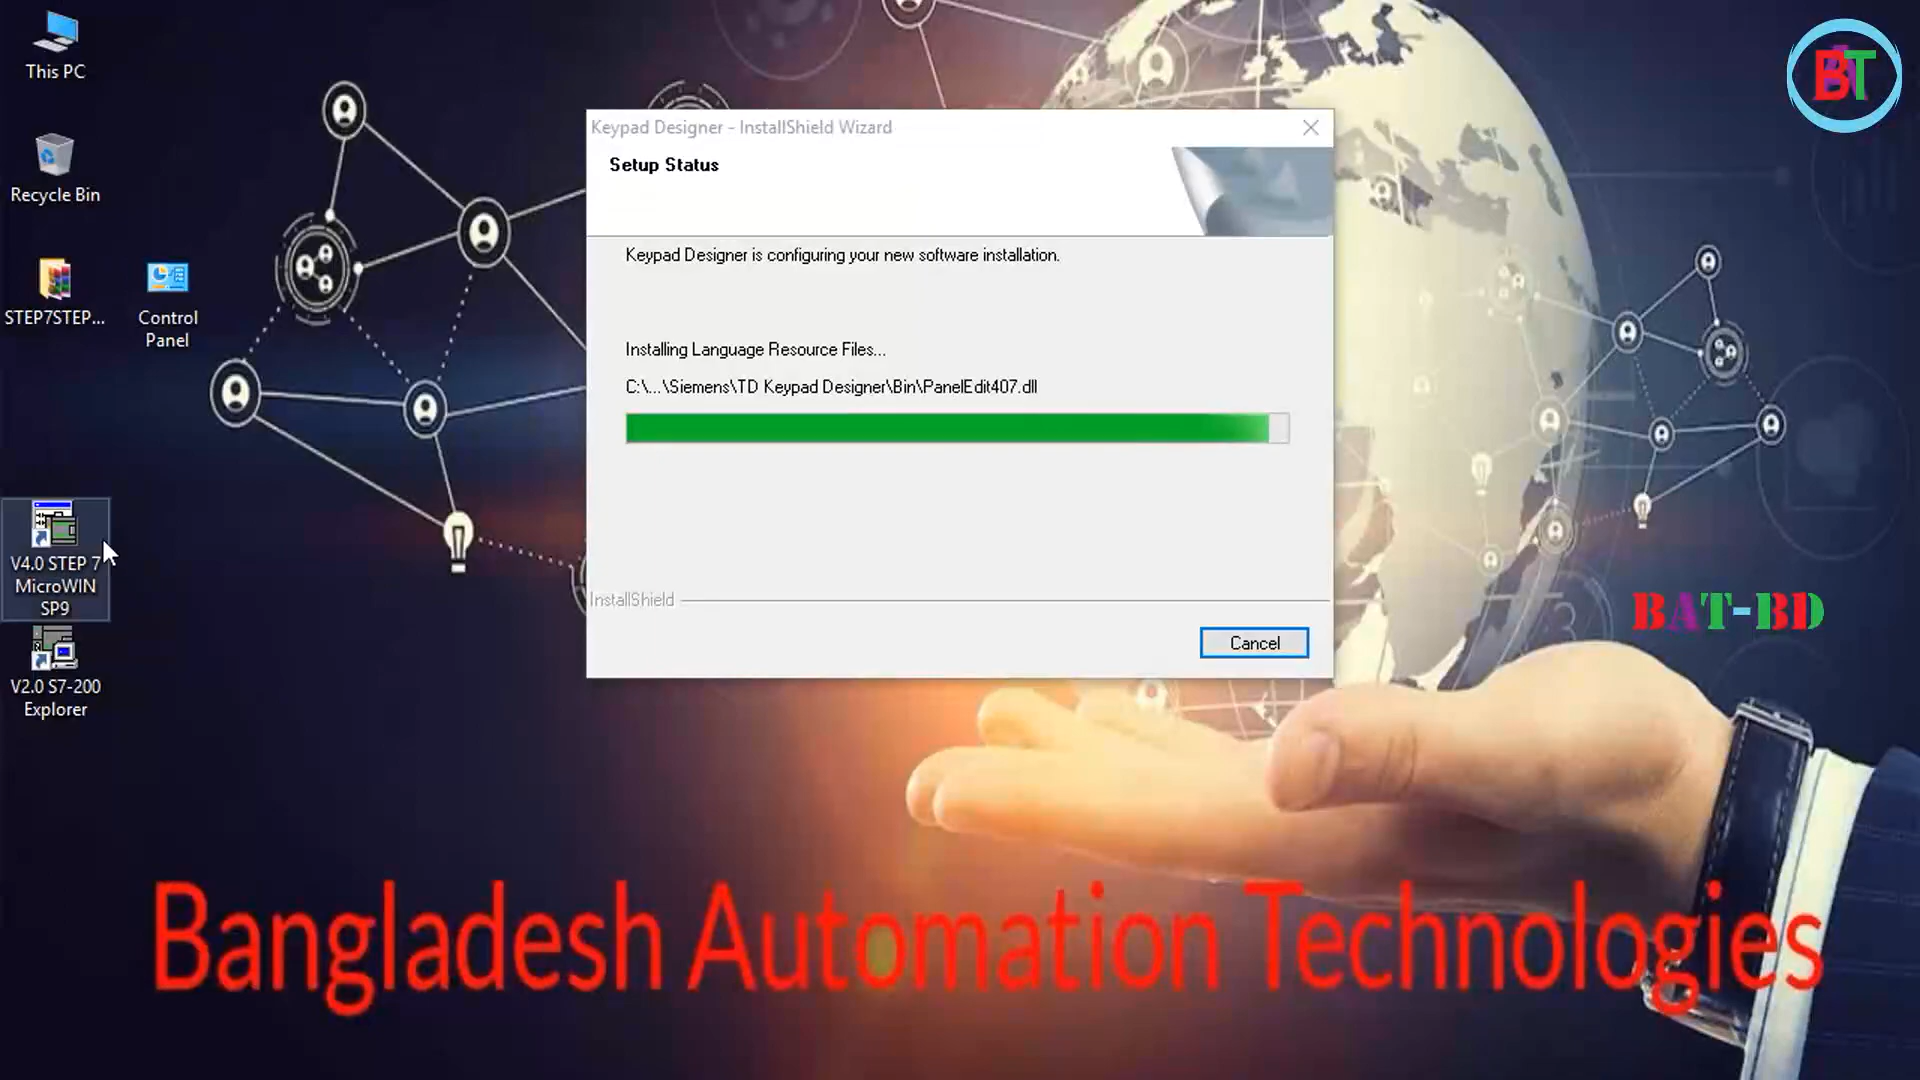 This PC
Recycle Bin
STEP7STEP...
Control
Panel
V4.0 STEP 7
MicroWIN
SP9
V2.0 S7-200
Explorer
Keypad Designer - InstallShield Wizard
Setup Status
Keypad Designer is configuring your new software installation.
Installing Language Resource Files...
C:\...\Siemens\TD Keypad Designer\Bin\PanelEdit407.dll
InstallShield
Cancel
BT
BAT-BD
Bangladesh Automation Technologies